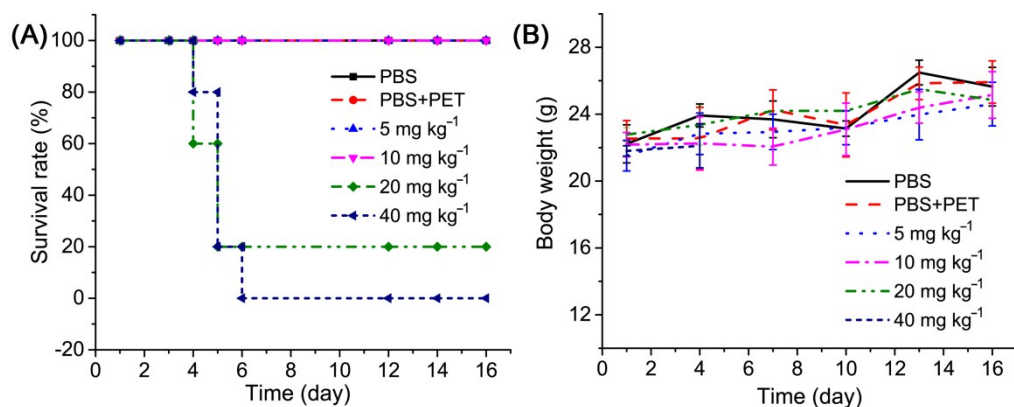 (A)
Survival rate (%)
100
80
60
40
20
0
-20
PBS
PBS+PET
5 mg kg⁻¹
10 mg kg⁻¹
20 mg kg⁻¹
40 mg kg⁻¹
0 2 4 6 8 10 12 14 16
Time (day)
(B)
Body weight (g)
28
24
20
16
12
PBS
PBS+PET
5 mg kg⁻¹
10 mg kg⁻¹
20 mg kg⁻¹
40 mg kg⁻¹
0 2 4 6 8 10 12 14 16
Time (day)